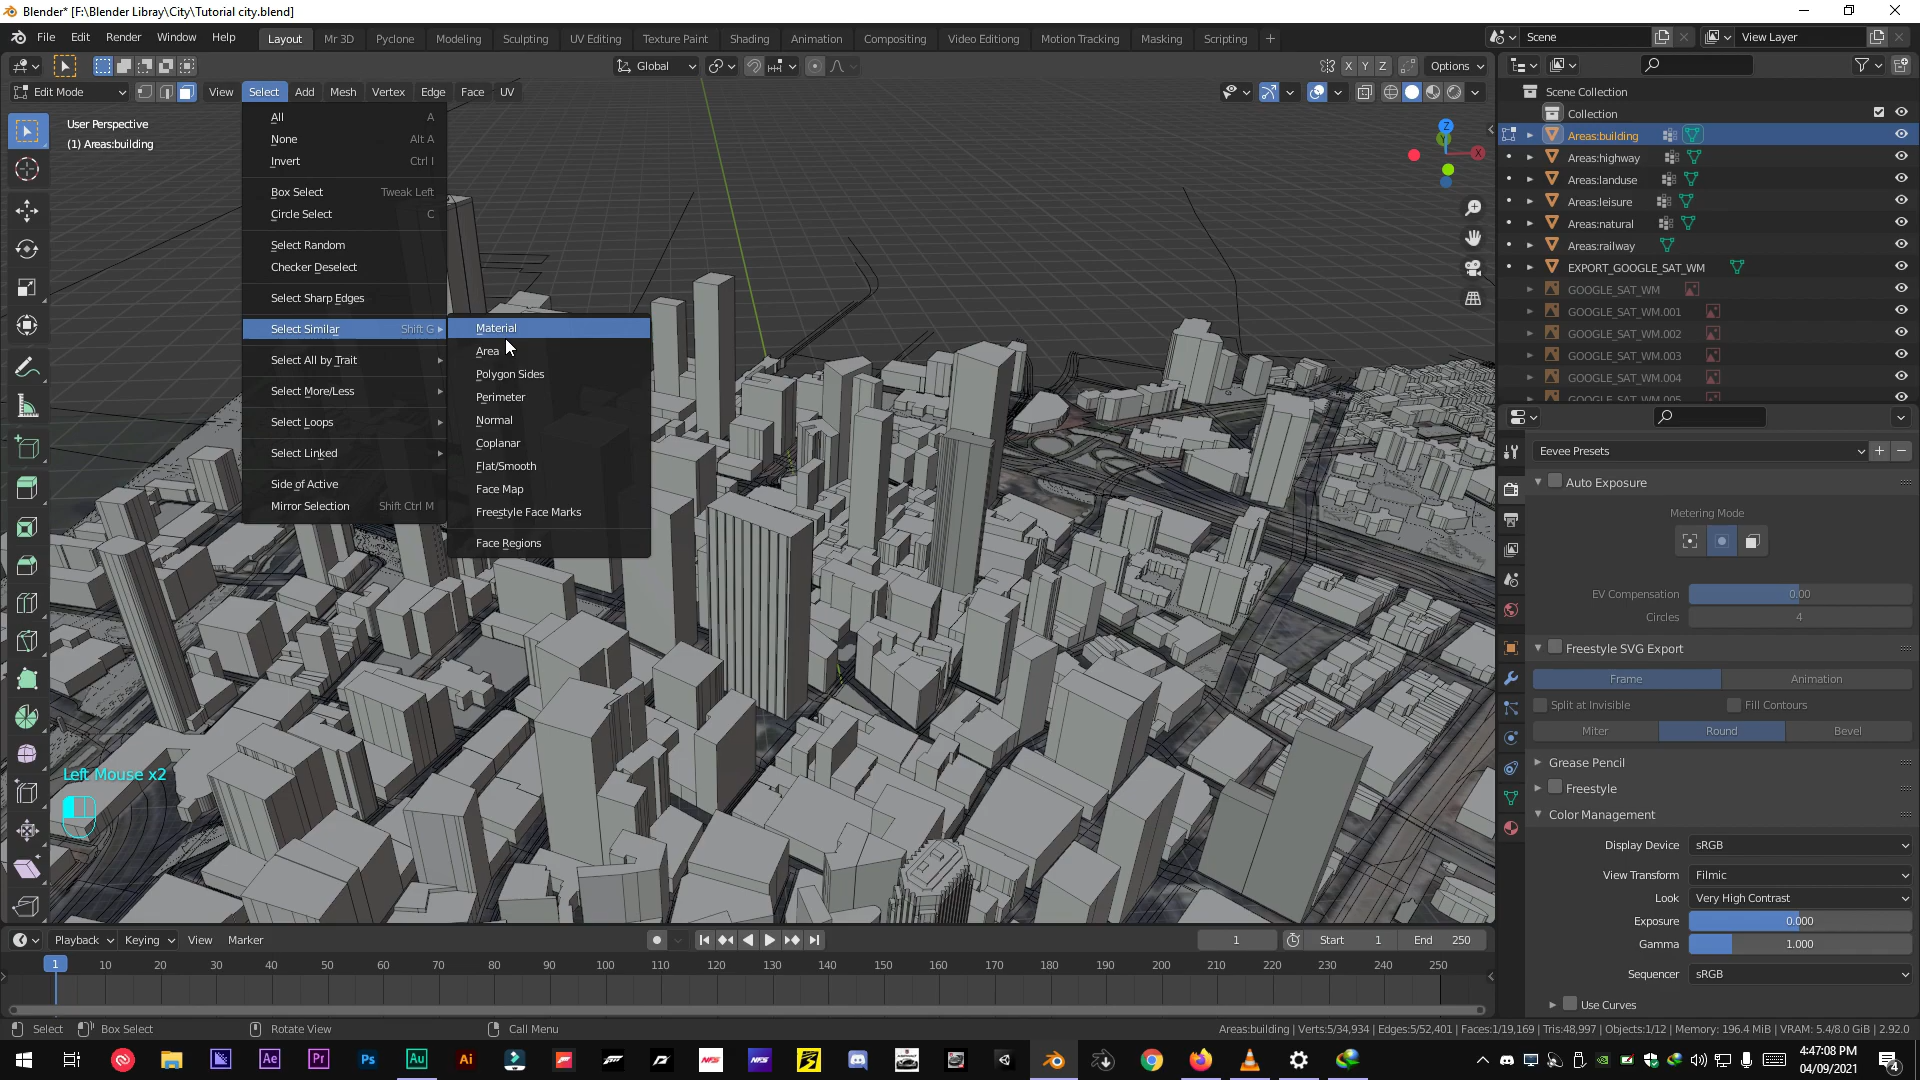 Blender* [F:\Blender Libray\City\Tutorial city.blend]
File Edit Render Window Help Layout Mr 3D Pyclone Modeling Sculpting UV Editing Texture Paint Shading Animation Compositing Video Editiong Motion Tracking Masking Scripting + Scene View Layer
Global X Y Z Options
Edit Mode View Select Add Mesh Vertex Edge Face UV
User Perspective
(1) Areas:building
All A
None Alt A
Invert Ctrl I
Box Select Tweak Left
Circle Select C
Select Random
Checker Deselect
Select Sharp Edges
Select Similar Shift G
Select All by Trait
Select More/Less
Select Loops
Select Linked
Side of Active
Mirror Selection Shift Ctrl M
Material
Area
Polygon Sides
Perimeter
Normal
Coplanar
Flat/Smooth
Face Map
Freestyle Face Marks
Face Regions
Z
X
Left Mouse x2
Scene Collection
Collection
Areas:building
Areas:highway
Areas:landuse
Areas:leisure
Areas:natural
Areas:railway
EXPORT_GOOGLE_SAT_WM
GOOGLE_SAT_WM
GOOGLE_SAT_WM.001
GOOGLE_SAT_WM.002
GOOGLE_SAT_WM.003
GOOGLE_SAT_WM.004
GOOGLE_SAT_WM.005
Eevee Presets
Auto Exposure
Metering Mode
EV Compensation 0.00
Circles 4
Freestyle SVG Export
Frame Animation
Split at Invisible Fill Contours
Miter Round Bevel
Grease Pencil
Freestyle
Color Management
Display Device sRGB
View Transform Filmic
Look Very High Contrast
Exposure 0.000
Gamma 1.000
Sequencer sRGB
Use Curves
Playback Keying View Marker 1 Start 1 End 250
1 10 20 30 40 50 60 70 80 90 100 110 120 130 140 150 160 170 180 190 200 210 220 230 240 250
Select Box Select Rotate View Call Menu Areas:building | Verts:5/34,934 | Edges:5/52,401 | Faces:1/19,169 | Tris:48,997 | Objects:1/12 | Memory: 196.4 MiB | VRAM: 5.4/8.0 GiB | 2.92.0
Ae Pr Ps Au Ai NFS NFS
4:47:08 PM
04/09/2021
4